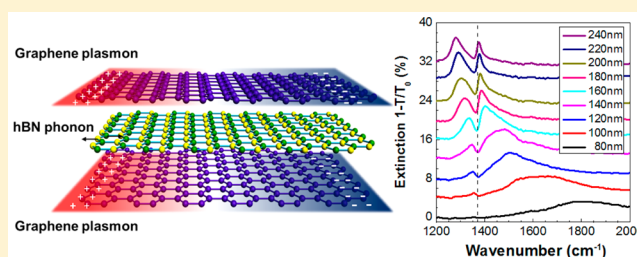 Graphene plasmon
hBN phonon
Graphene plasmon
Extinction 1-T/T0 (%)
40
32
24
16
8
0
240nm
220nm
200nm
180nm
160nm
140nm
120nm
100nm
80nm
1200 1400 1600 1800 2000
Wavenumber (cm⁻¹)